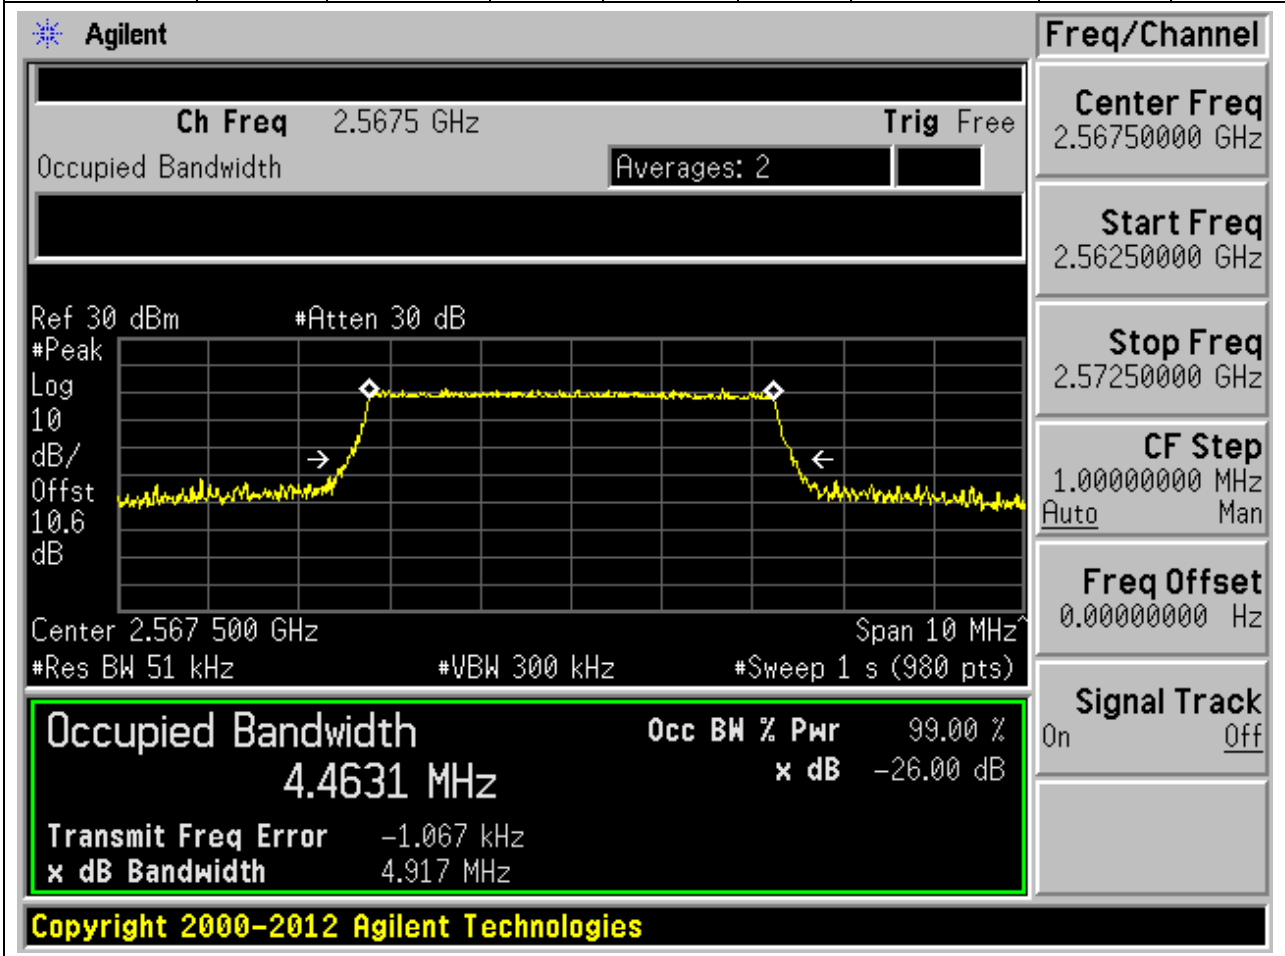 Agilent
Freq/Channel
Ch Freq 2.5675 GHz Trig Free
Occupied Bandwidth Averages: 2
Center Freq
2.56750000 GHz
Start Freq
2.56250000 GHz
Stop Freq
2.57250000 GHz
CF Step
1.00000000 MHz
Auto Man
Freq Offset
0.00000000 Hz
Signal Track
On Off
Ref 30 dBm #Atten 30 dB
#Peak
Log
10
dB/
Offst
10.6
dB
Center 2.567 500 GHz Span 10 MHz^
#Res BW 51 kHz #VBW 300 kHz #Sweep 1 s (980 pts)
Occupied Bandwidth Occ BW % Pwr 99.00 %
4.4631 MHz x dB -26.00 dB
Transmit Freq Error -1.067 kHz
x dB Bandwidth 4.917 MHz
Copyright 2000-2012 Agilent Technologies